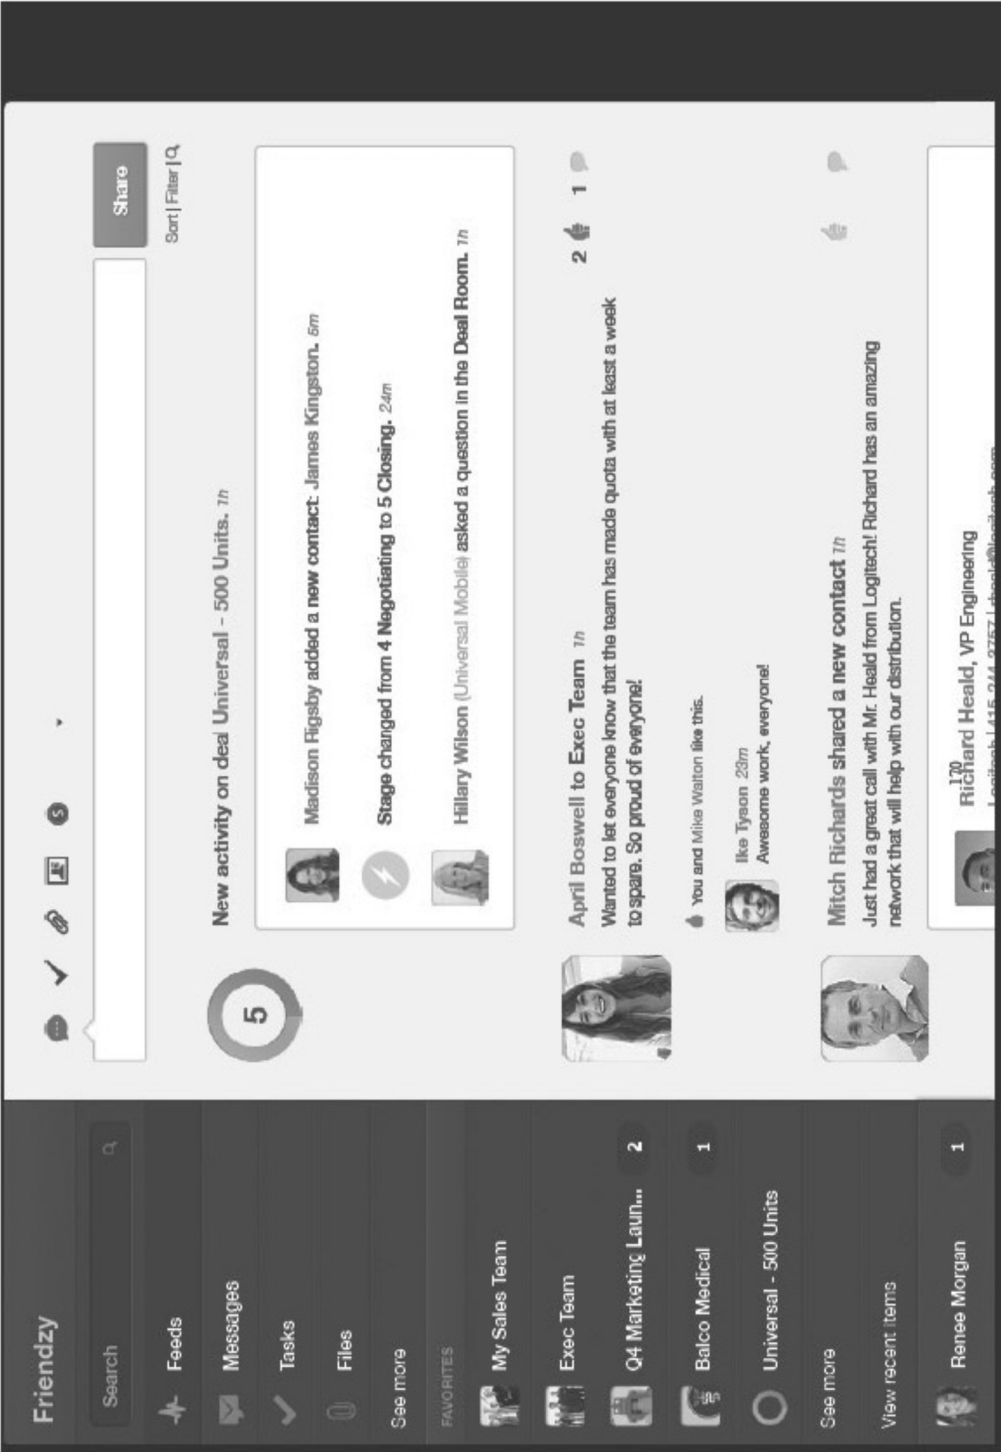 Friendzy
Search
Feeds
Messages
Tasks
Files
See more
FAVORITES
My Sales Team
Exec Team
Q4 Marketing Laun... 2
Balco Medical 1
Universal - 500 Units
See more
View recent items
Renee Morgan 1
Share
Sort | Filter |
5
New activity on deal Universal - 500 Units. 1h
Madison Rigsby added a new contact: James Kingston. 5m
Stage changed from 4 Negotiating to 5 Closing. 24m
Hillary Wilson (Universal Mobile) asked a question in the Deal Room. 1h
April Boswell to Exec Team 1h
2 1
Wanted to let everyone know that the team has made quota with at least a week
to spare. So proud of everyone!
You and Mike Walton like this.
Ike Tyson 23m
Awesome work, everyone!
Mitch Richards shared a new contact 1h
Just had a great call with Mr. Heald from Logitech! Richard has an amazing
network that will help with our distribution.
170
Richard Heald, VP Engineering